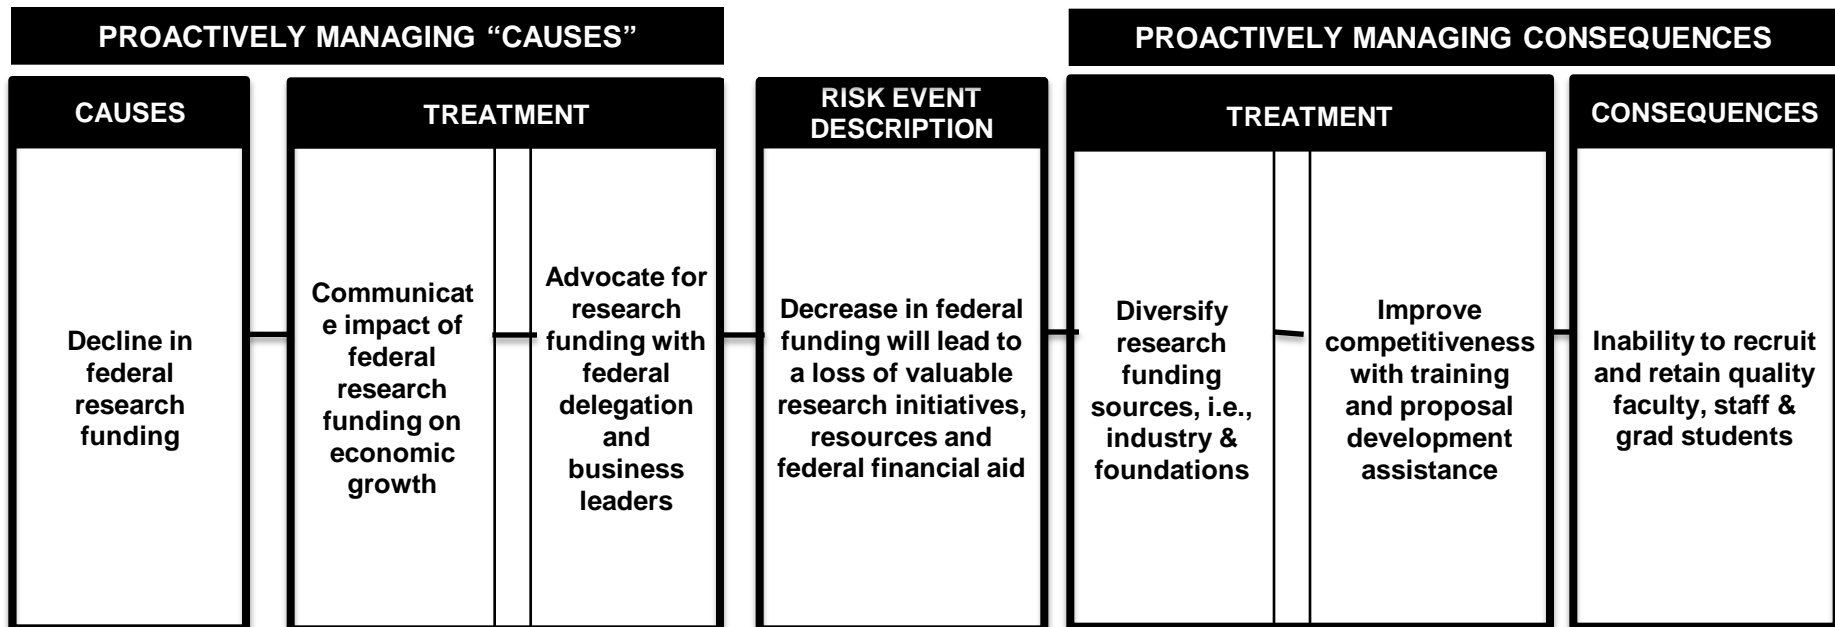 PROACTIVELY MANAGING “CAUSES”
PROACTIVELY MANAGING CONSEQUENCES
CAUSES
Decline in
federal
research
funding
TREATMENT
Communicat
e impact of
federal
research
funding on
economic
growth
Advocate for
research
funding with
federal
delegation
and
business
leaders
RISK EVENT
DESCRIPTION
Decrease in federal
funding will lead to
a loss of valuable
research initiatives,
resources and
federal financial aid
TREATMENT
Diversify
research
funding
sources, i.e.,
industry &
foundations
Improve
competitiveness
with training
and proposal
development
assistance
CONSEQUENCES
Inability to recruit
and retain quality
faculty, staff &
grad students